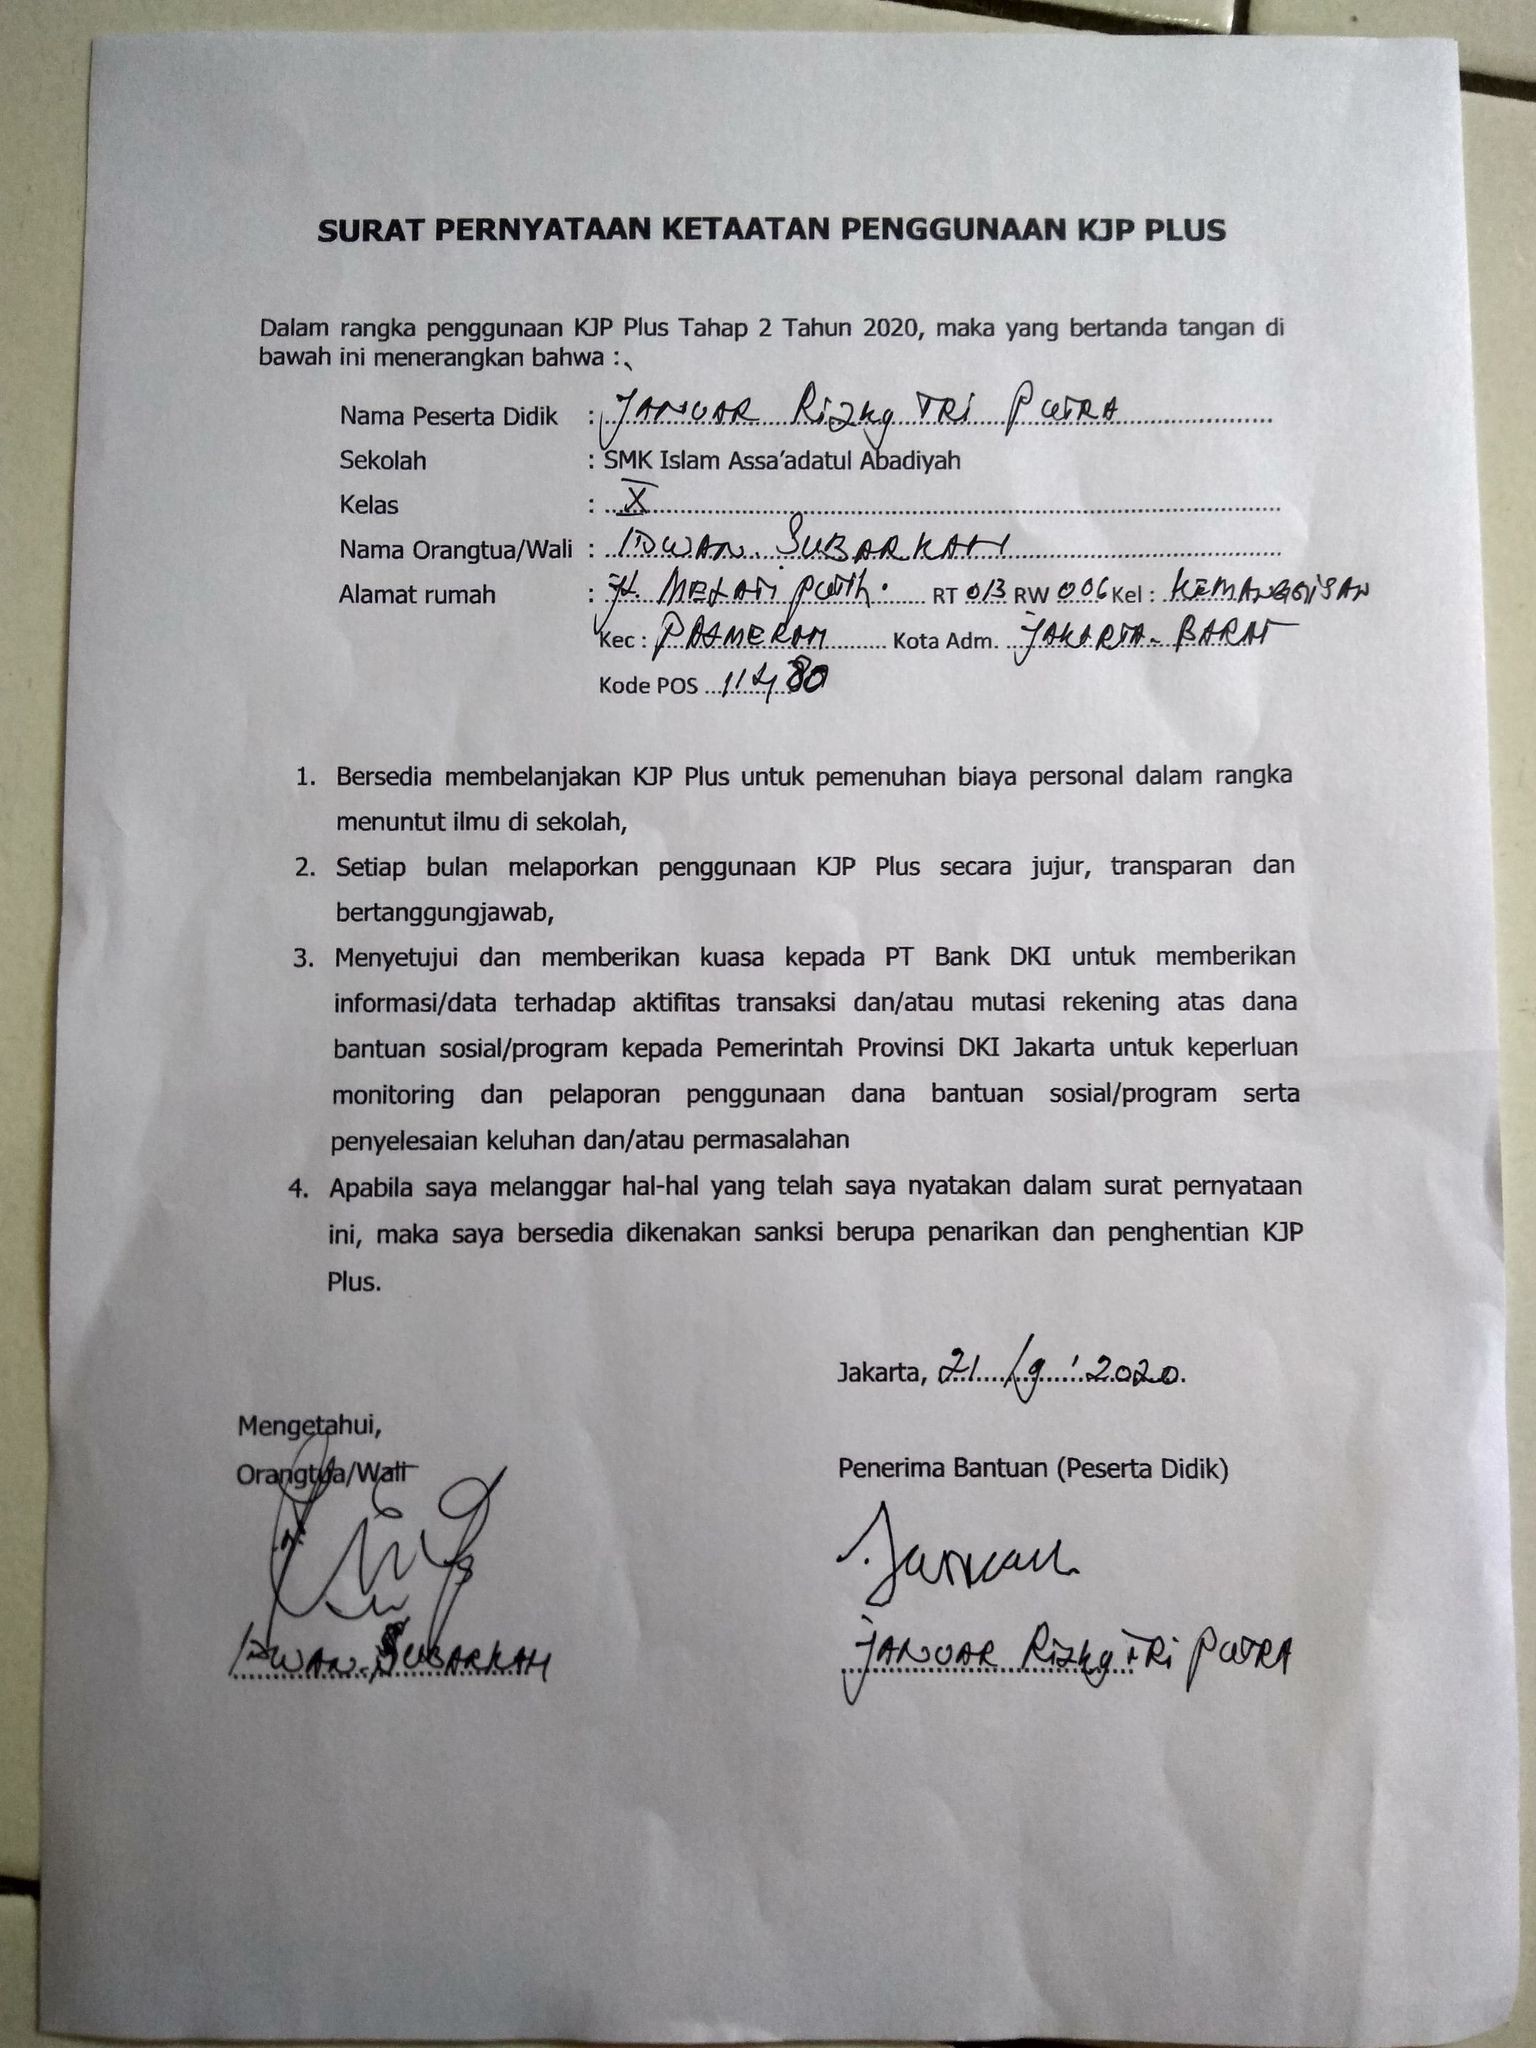 SURAT PERNYATAAN KETAATAN PENGGUNAAN KJP PLUS
Dalam rangka penggunaan KJP Plus Tahap 2 Tahun 2020, maka yang bertanda tangan di
bawah ini menerangkan bahwa :
Nama Peserta Didik : JANUAR Rizky TRI PUTRA
Sekolah : SMK Islam Assa'adatul Abadiyah
Kelas : X
Nama Orangtua/Wali : IDWAN. SUBARKAH
Alamat rumah : Jl. MELATI putih. RT 013 RW 006 Kel : KEMANGGISAN
Kec : PALMERAH Kota Adm. JAKARTA-BARAT
Kode POS 11480
1. Bersedia membelanjakan KJP Plus untuk pemenuhan biaya personal dalam rangka
menuntut ilmu di sekolah,
2. Setiap bulan melaporkan penggunaan KJP Plus secara jujur, transparan dan
bertanggungjawab,
3. Menyetujui dan memberikan kuasa kepada PT Bank DKI untuk memberikan
informasi/data terhadap aktifitas transaksi dan/atau mutasi rekening atas dana
bantuan sosial/program kepada Pemerintah Provinsi DKI Jakarta untuk keperluan
monitoring dan pelaporan penggunaan dana bantuan sosial/program serta
penyelesaian keluhan dan/atau permasalahan
4. Apabila saya melanggar hal-hal yang telah saya nyatakan dalam surat pernyataan
ini, maka saya bersedia dikenakan sanksi berupa penarikan dan penghentian KJP
Plus.
Jakarta, 21/9/2020.
Mengetahui,
Orangtua/Wali Penerima Bantuan (Peserta Didik)
IDWAN. SUBARKAH JANUAR Rizky TRI PUTRA